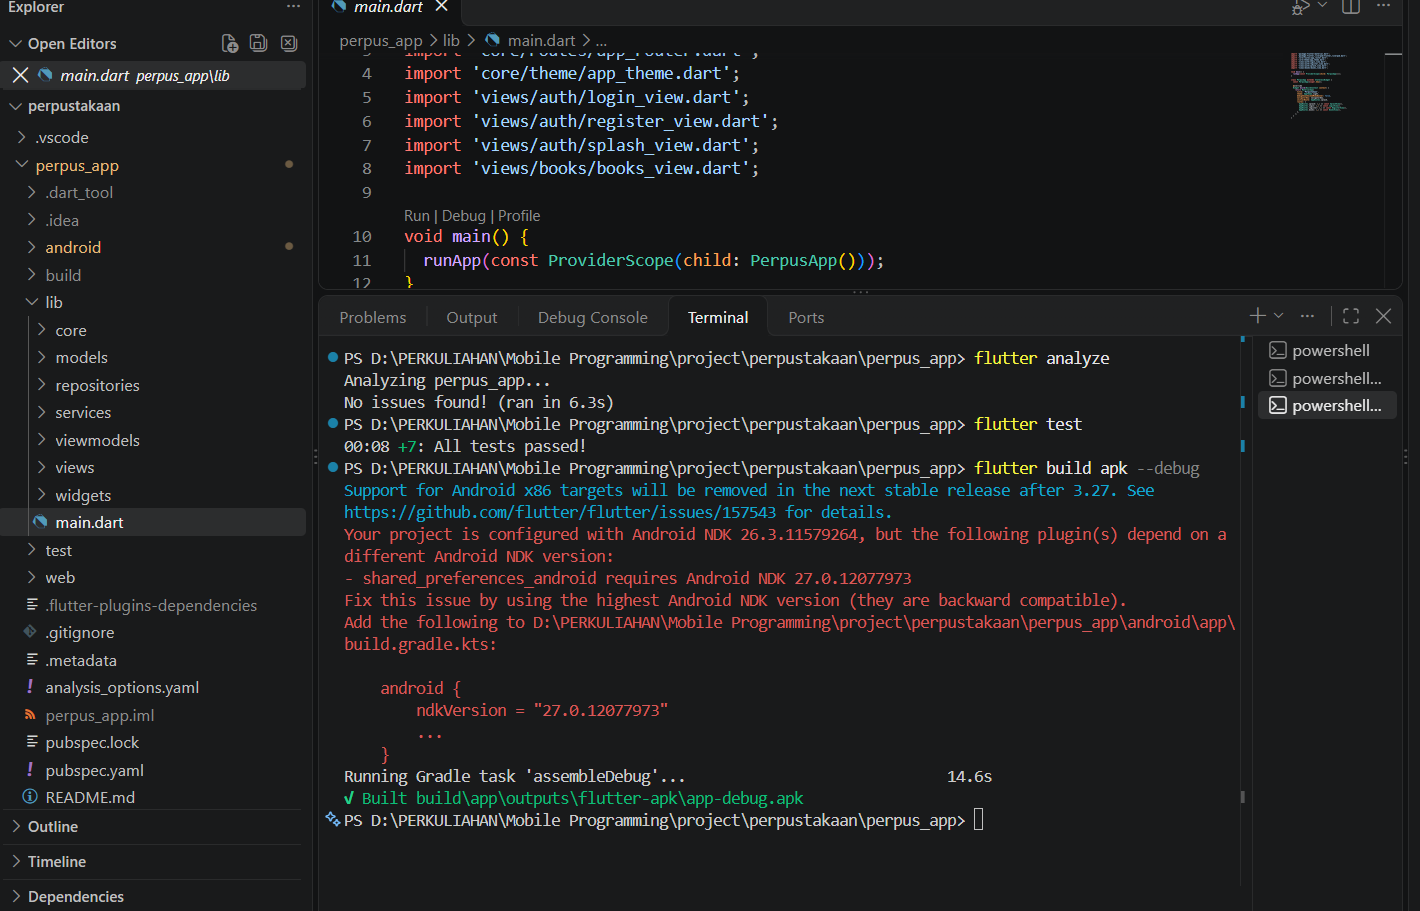 Explorer
Open Editors
main.dart perpus_app\lib
perpustakaan
.vscode
perpus_app
.dart_tool
.idea
android
build
lib
core
models
repositories
services
viewmodels
views
widgets
main.dart
test
web
.flutter-plugins-dependencies
.gitignore
.metadata
analysis_options.yaml
perpus_app.iml
pubspec.lock
pubspec.yaml
README.md
Outline
Timeline
Dependencies
main.dart
perpus_app > lib > main.dart > ...
3 import 'core/routes/app_router.dart';
4 import 'core/theme/app_theme.dart';
5 import 'views/auth/login_view.dart';
6 import 'views/auth/register_view.dart';
7 import 'views/auth/splash_view.dart';
8 import 'views/books/books_view.dart';
9
Run | Debug | Profile
10 void main() {
11 runApp(const ProviderScope(child: PerpusApp()));
12 }
Problems Output Debug Console Terminal Ports
PS D:\PERKULIAHAN\Mobile Programming\project\perpustakaan\perpus_app> flutter analyze
Analyzing perpus_app...
No issues found! (ran in 6.3s)
PS D:\PERKULIAHAN\Mobile Programming\project\perpustakaan\perpus_app> flutter test
00:08 +7: All tests passed!
PS D:\PERKULIAHAN\Mobile Programming\project\perpustakaan\perpus_app> flutter build apk --debug
Support for Android x86 targets will be removed in the next stable release after 3.27. See
https://github.com/flutter/flutter/issues/157543 for details.
Your project is configured with Android NDK 26.3.11579264, but the following plugin(s) depend on a
different Android NDK version:
- shared_preferences_android requires Android NDK 27.0.12077973
Fix this issue by using the highest Android NDK version (they are backward compatible).
Add the following to D:\PERKULIAHAN\Mobile Programming\project\perpustakaan\perpus_app\android\app\
build.gradle.kts:
android {
ndkVersion = "27.0.12077973"
...
}
Running Gradle task 'assembleDebug'... 14.6s
√ Built build\app\outputs\flutter-apk\app-debug.apk
PS D:\PERKULIAHAN\Mobile Programming\project\perpustakaan\perpus_app>
powershell
powershell...
powershell...